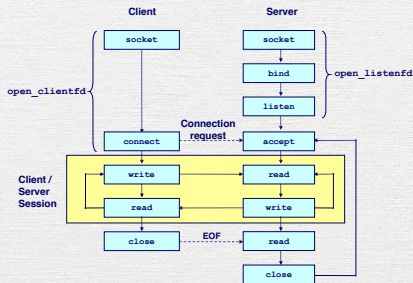 Client Server
socket socket
bind
open_clientfd open_listenfd
listen
Connection
request
connect accept
Client /
Server
Session
write read
read write
EOF
close read
close